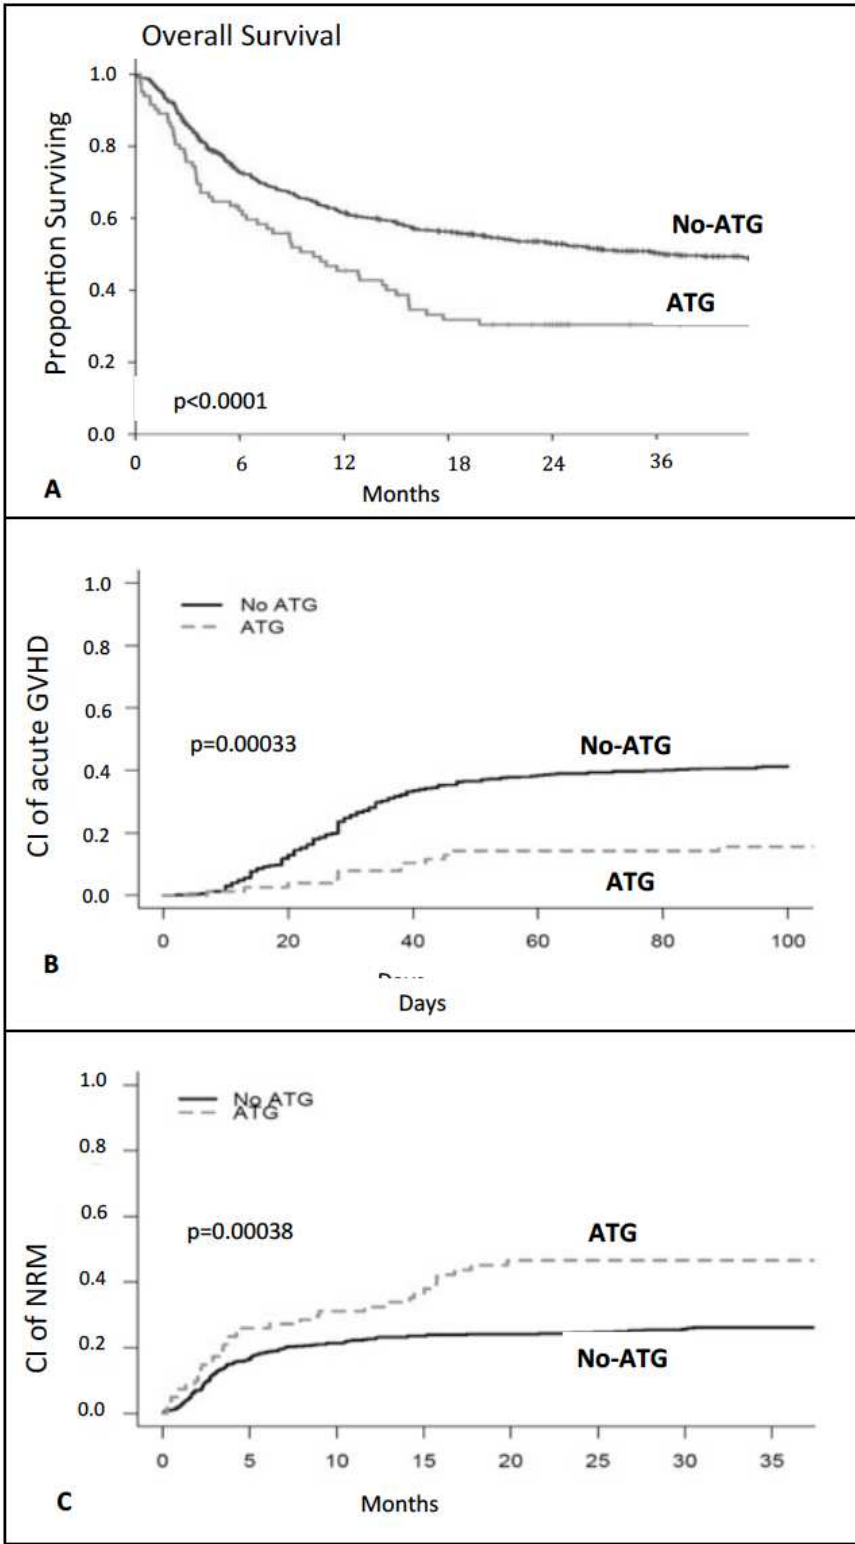 Overall Survival
1.0
0.8
0.6
0.4
0.2
0.0
Proportion Surviving
No-ATG
ATG
p<0.0001
0 6 12 18 24 36
Months
A
1.0
0.8
0.6
0.4
0.2
0.0
CI of acute GVHD
No ATG
ATG
p=0.00033
No-ATG
ATG
0 20 40 60 80 100
Days
B
1.0
0.8
0.6
0.4
0.2
0.0
CI of NRM
No ATG
ATG
p=0.00038
ATG
No-ATG
0 5 10 15 20 25 30 35
Months
C